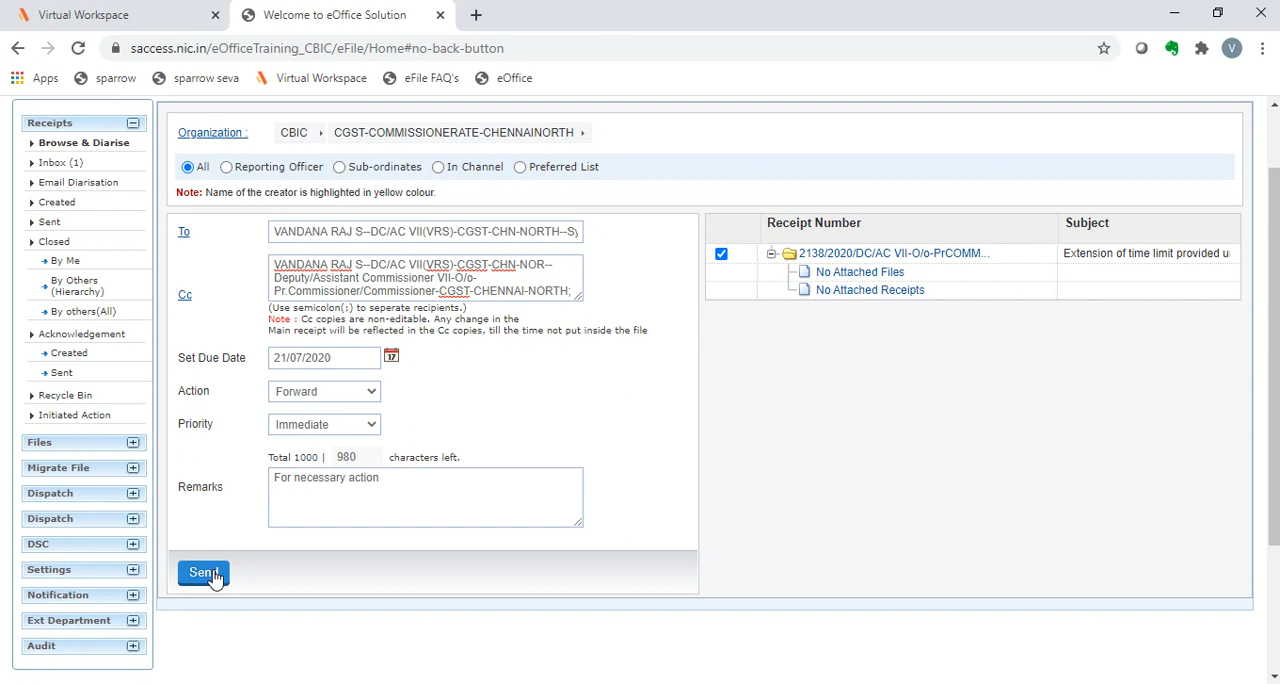 Virtual Workspace
Welcome to eOffice Solution
saccess.nic.in/eOfficeTraining_CBIC/eFile/Home#no-back-button
V
Apps sparrow sparrow seva Virtual Workspace eFile FAQ's eOffice
Receipts
Browse & Diarise
Inbox (1)
Email Diarisation
Created
Sent
Closed
By Me
By Others
(Hierarchy)
By others(All)
Acknowledgement
Created
Sent
Recycle Bin
Initiated Action
Files
Migrate File
Dispatch
Dispatch
DSC
Settings
Notification
Ext Department
Audit
Organization : CBIC CGST-COMMISSIONERATE-CHENNAINORTH
All Reporting Officer Sub-ordinates In Channel Preferred List
Note: Name of the creator is highlighted in yellow colour.
To VANDANA RAJ S--DC/AC VII(VRS)-CGST-CHN-NORTH--Sy
Cc VANDANA RAJ S--DC/AC VII(VRS)-CGST-CHN-NOR--
Deputy/Assistant Commissioner VII-O/o-
Pr.Commissioner/Commissioner-CGST-CHENNAI-NORTH;
(Use semicolon(;) to seperate recipients.)
Note : Cc copies are non-editable. Any change in the
Main receipt will be reflected in the Cc copies, till the time not put inside the file
Set Due Date 21/07/2020 17
Action Forward
Priority Immediate
Total 1000 | 980 characters left.
Remarks For necessary action
Send
Receipt Number Subject
2138/2020/DC/AC VII-O/o-PrCOMM... Extension of time limit provided u
No Attached Files
No Attached Receipts